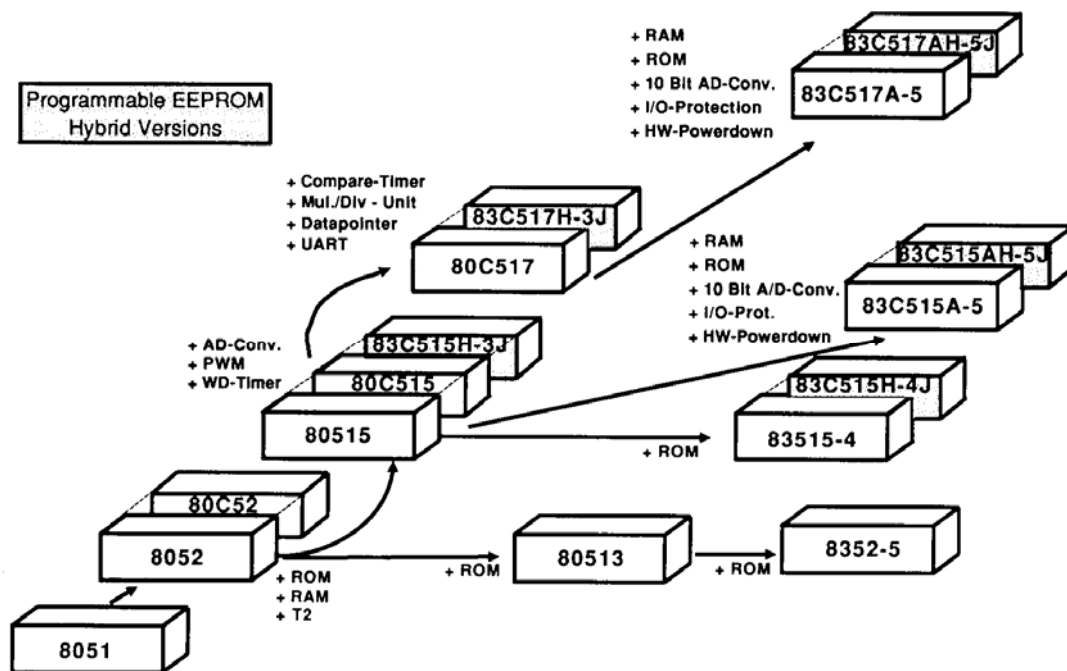 Programmable EEPROM
Hybrid Versions
+ RAM
+ ROM
+ 10 Bit AD-Conv.
+ I/O-Protection
+ HW-Powerdown
83C517AH-5J
83C517A-5
+ Compare-Timer
+ Mul./Div - Unit
+ Datapointer
+ UART
83C517H-3J
80C517
+ RAM
+ ROM
+ 10 Bit A/D-Conv.
+ I/O-Prot.
+ HW-Powerdown
83C515AH-5J
83C515A-5
+ AD-Conv.
+ PWM
+ WD-Timer
83C515H-3J
80C515
80515
+ ROM
83C515H-4J
83515-4
80C52
8052
+ ROM
+ RAM
+ T2
+ ROM
80513
+ ROM
8352-5
8051